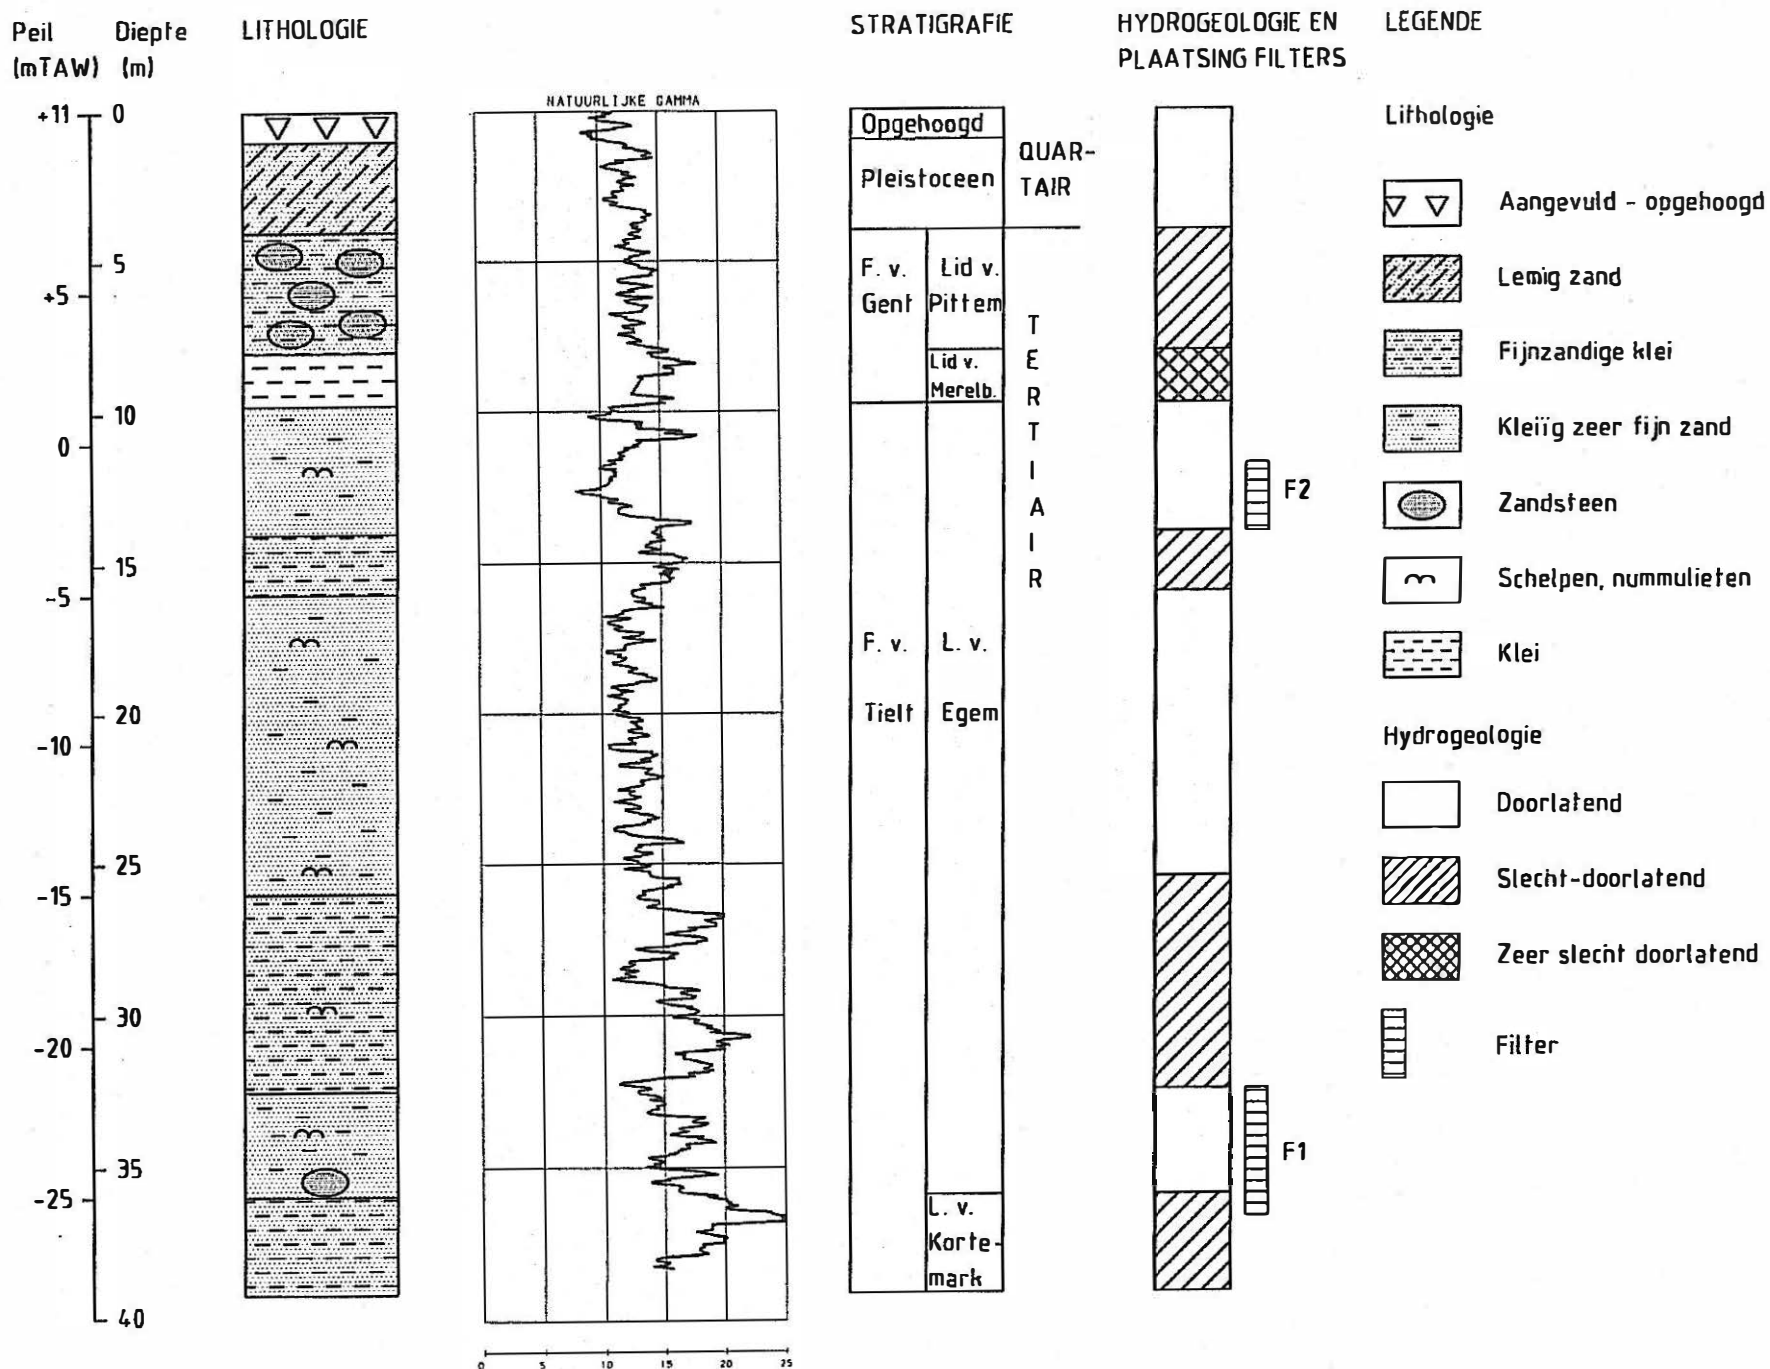 Peil
(mTAW)
Diepte
(m)
LITHOLOGIE
STRATIGRAFIE
HYDROGEOLOGIE EN
PLAATSING FILTERS
LEGENDE
+11
+5
0
-5
-10
-15
-20
-25
0
5
10
15
20
25
30
35
40
NATUURLIJKE GAMMA
0
5
10
15
20
25
Opgehoogd
Pleistoceen
QUAR-
TAIR
F. v.
Gent
Lid v.
Pittem
Lid v.
Merelb.
T
E
R
T
I
A
I
R
F. v.
Tielt
L. v.
Egem
L. v.
Korte-
mark
F2
F1
Lithologie
Aangevuld - opgehoogd
Lemig zand
Fijnzandige klei
Kleiïg zeer fijn zand
Zandsteen
Schelpen, nummulieten
Klei
Hydrogeologie
Doorlatend
Slecht-doorlatend
Zeer slecht doorlatend
Filter